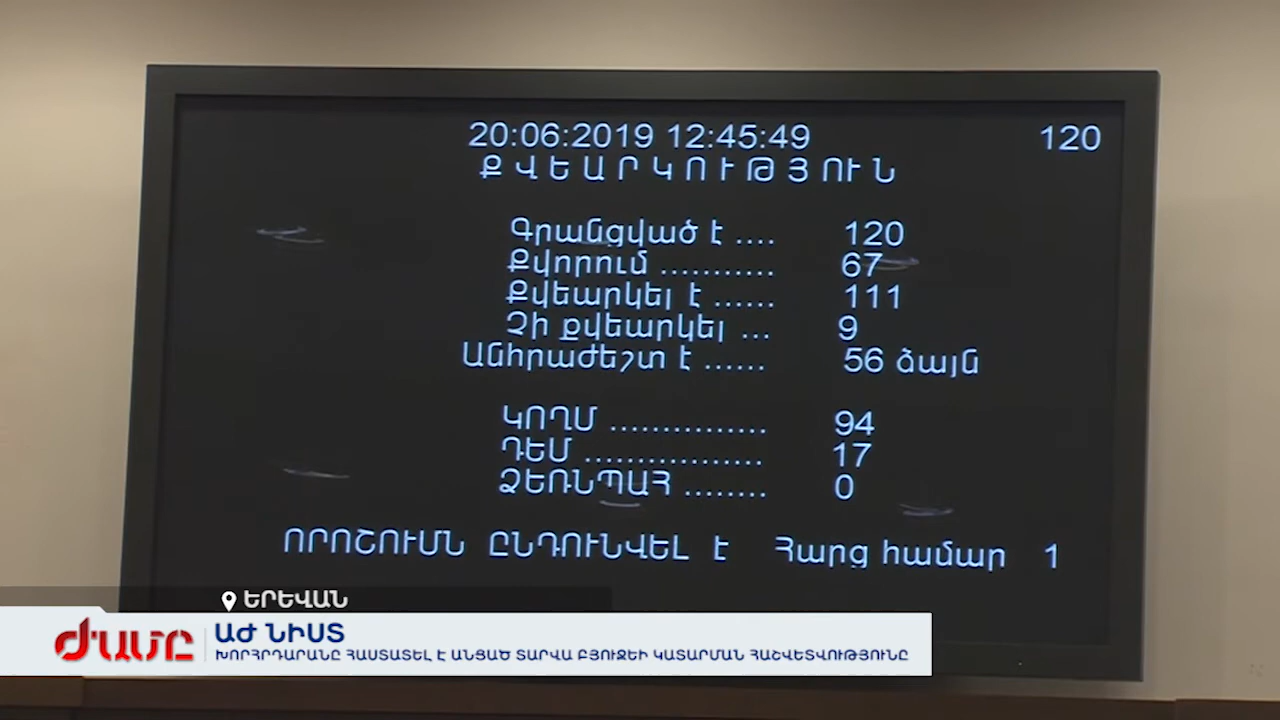 20:06:2019 12:45:49 120
ՔՎԵԱՐԿՈՒԹՅՈՒՆ
Գրանցված է .... 120
Քվորում ........... 67
Քվեարկել է ...... 111
Չի քվեարկել ... 9
Անհրաժեշտ է ...... 56 ձայն
ԿՈՂՄ ............... 94
ԴԵՄ ................. 17
ՁԵՌՆՊԱՀ ........ 0
ՈՐՈՇՈՒՄՆ ԸՆԴՈՒՆՎԵԼ է Հարց համար 1
ԵՐԵՎԱՆ
ԺԱՄԸ
ԱԺ ՆԻՍՏ
ԽՈՐՀՐԴԱՐԱՆԸ ՀԱՍՏԱՏԵԼ Է ԱՆՑԱԾ ՏԱՐՎԱ ԲՅՈՒՋԵԻ ԿԱՏԱՐՄԱՆ ՀԱՇՎԵՏՎՈՒԹՅՈՒՆԸ